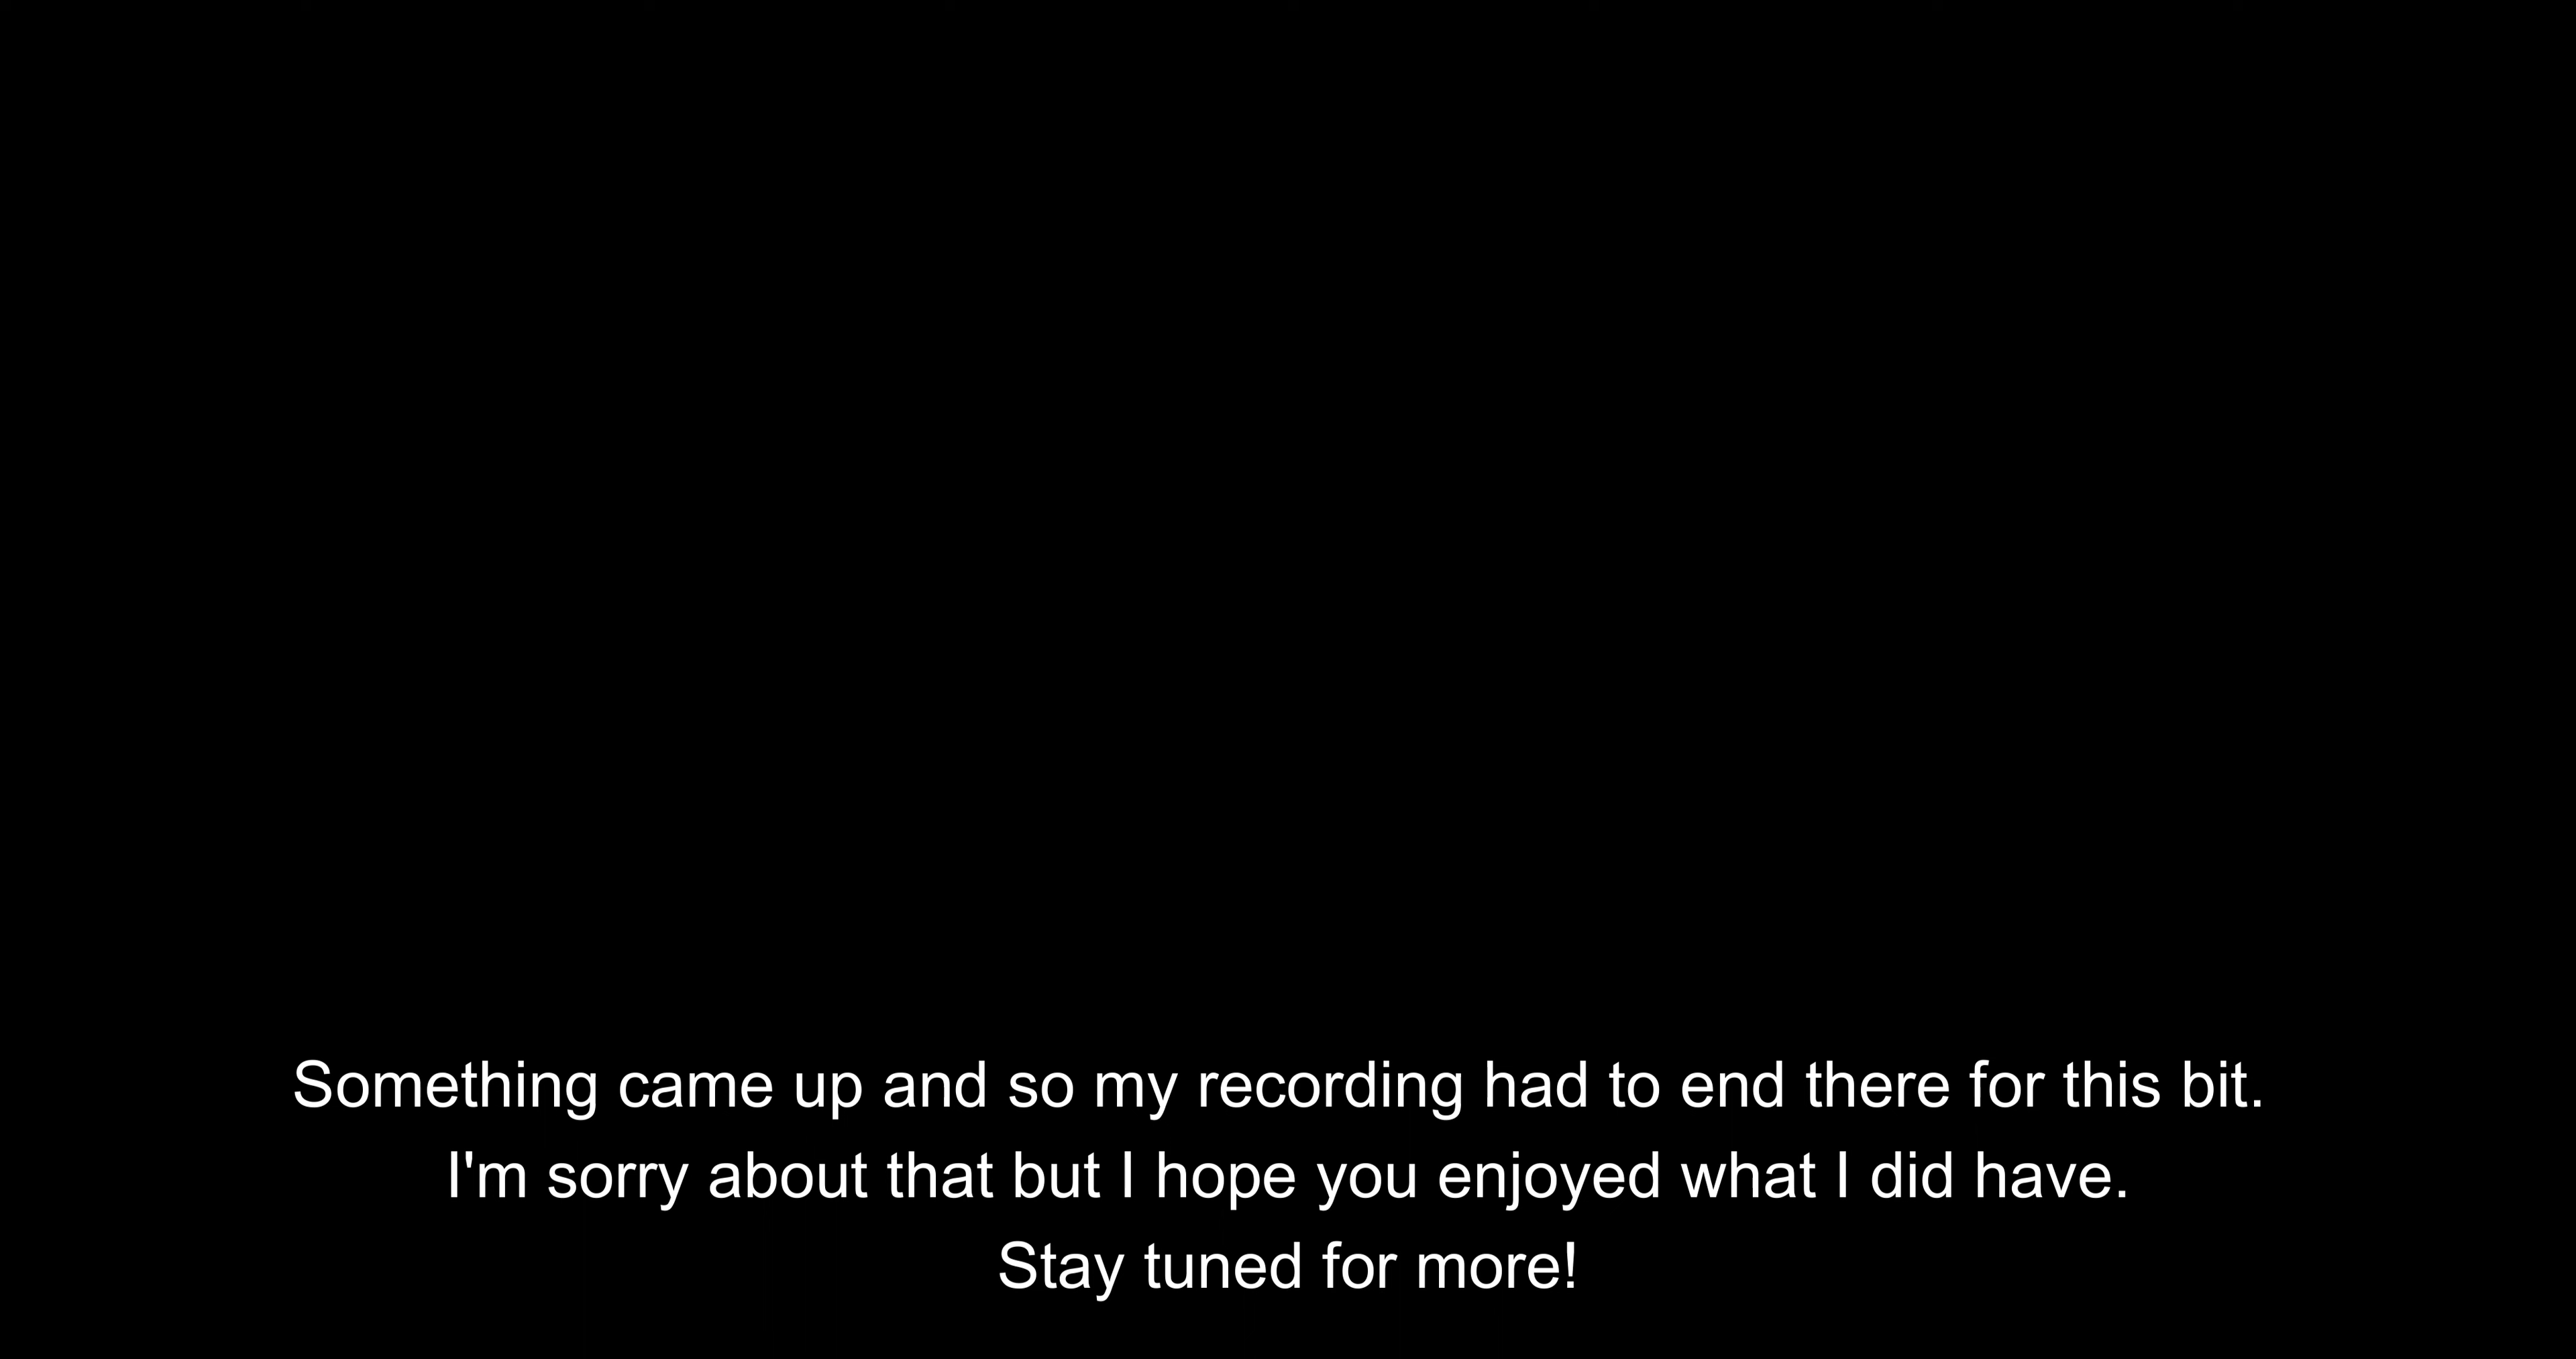 Something came up and so my recording had to end there for this bit.
I'm sorry about that but I hope you enjoyed what I did have.
Stay tuned for more!